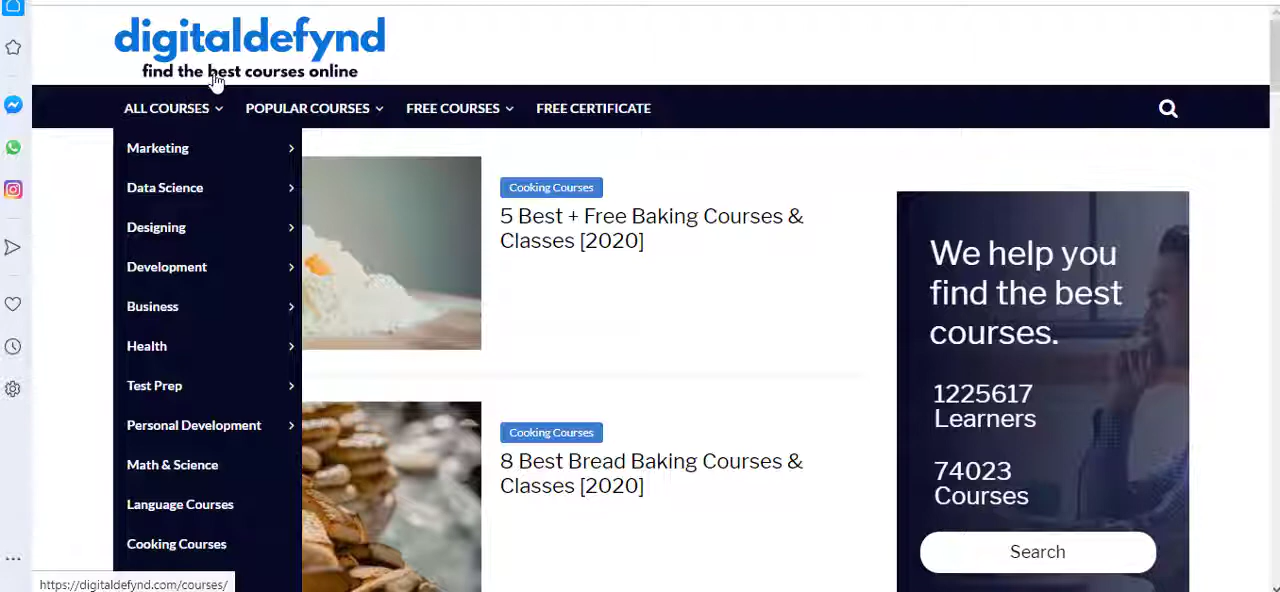 digitaldefynd
find the best courses online
ALL COURSES
POPULAR COURSES
FREE COURSES
FREE CERTIFICATE
Marketing
Data Science
Designing
Development
Business
Health
Test Prep
Personal Development
Math & Science
Language Courses
Cooking Courses
Cooking Courses
5 Best + Free Baking Courses &
Classes [2020]
Cooking Courses
8 Best Bread Baking Courses &
Classes [2020]
We help you
find the best
courses.
1225617
Learners
74023
Courses
Search
https://digitaldefynd.com/courses/